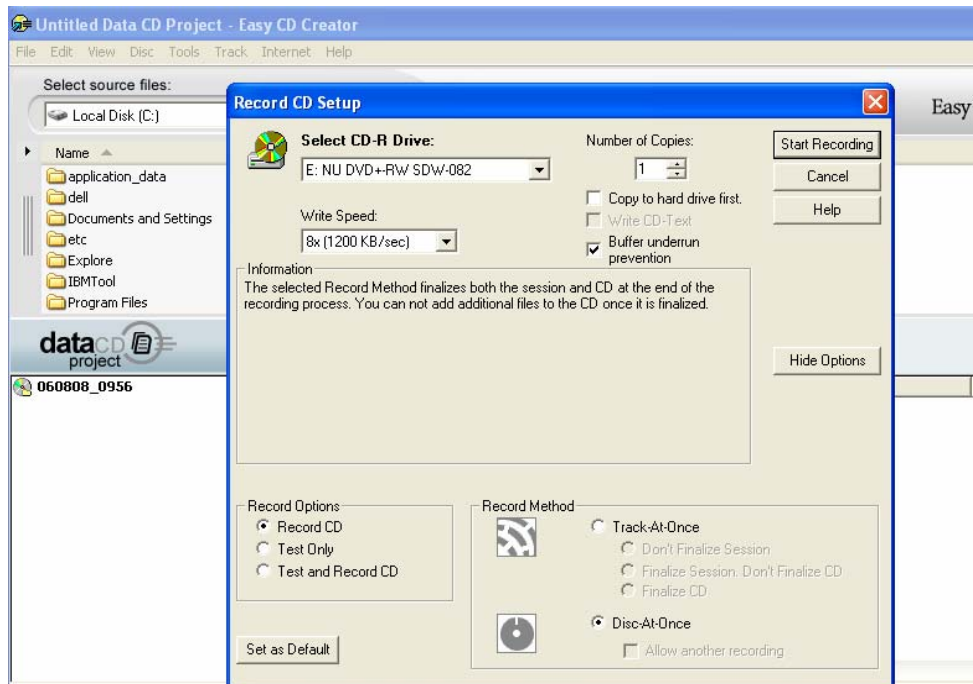 Untitled Data CD Project - Easy CD Creator
File Edit View Disc Tools Track Internet Help
Select source files:
Local Disk (C:)
Easy
Name
application_data
dell
Documents and Settings
etc
Explore
IBMTool
Program Files
datacd
project
060808_0956
Record CD Setup
Select CD-R Drive:
E: NU DVD+-RW SDW-082
Write Speed:
8x (1200 KB/sec)
Number of Copies:
1
Copy to hard drive first.
Write CD-Text
Buffer underrun
prevention
Start Recording
Cancel
Help
Information
The selected Record Method finalizes both the session and CD at the end of the
recording process. You can not add additional files to the CD once it is finalized.
Hide Options
Record Options
Record CD
Test Only
Test and Record CD
Set as Default
Record Method
Track-At-Once
Don't Finalize Session
Finalize Session. Don't Finalize CD
Finalize CD
Disc-At-Once
Allow another recording